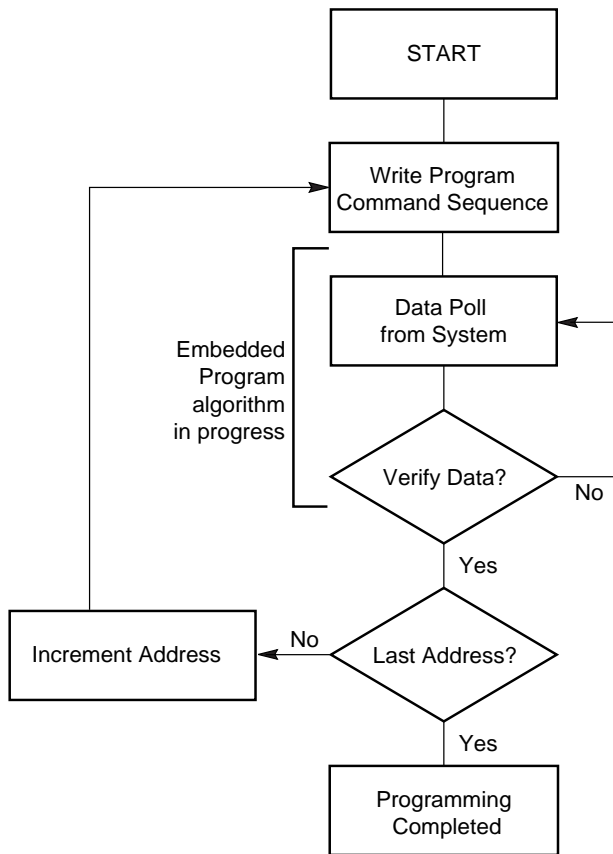 START
Write Program
Command Sequence
Data Poll
from System
Embedded
Program
algorithm
in progress
Verify Data?
No
Yes
Increment Address
No
Last Address?
Yes
Programming
Completed